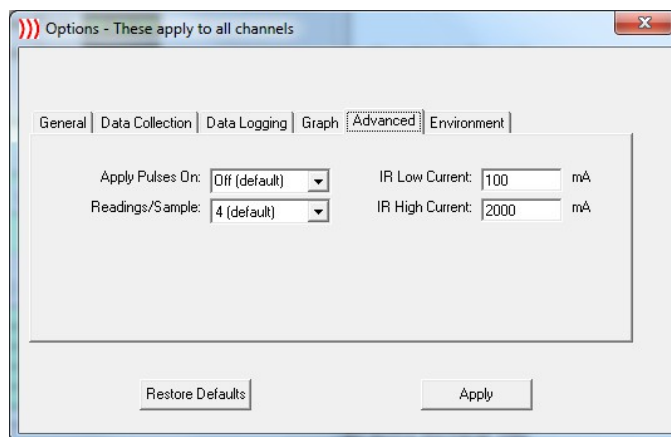 Options - These apply to all channels
General Data Collection Data Logging Graph Advanced Environment
Apply Pulses On: Off (default) IR Low Current: 100 mA
Readings/Sample: 4 (default) IR High Current: 2000 mA
Restore Defaults Apply